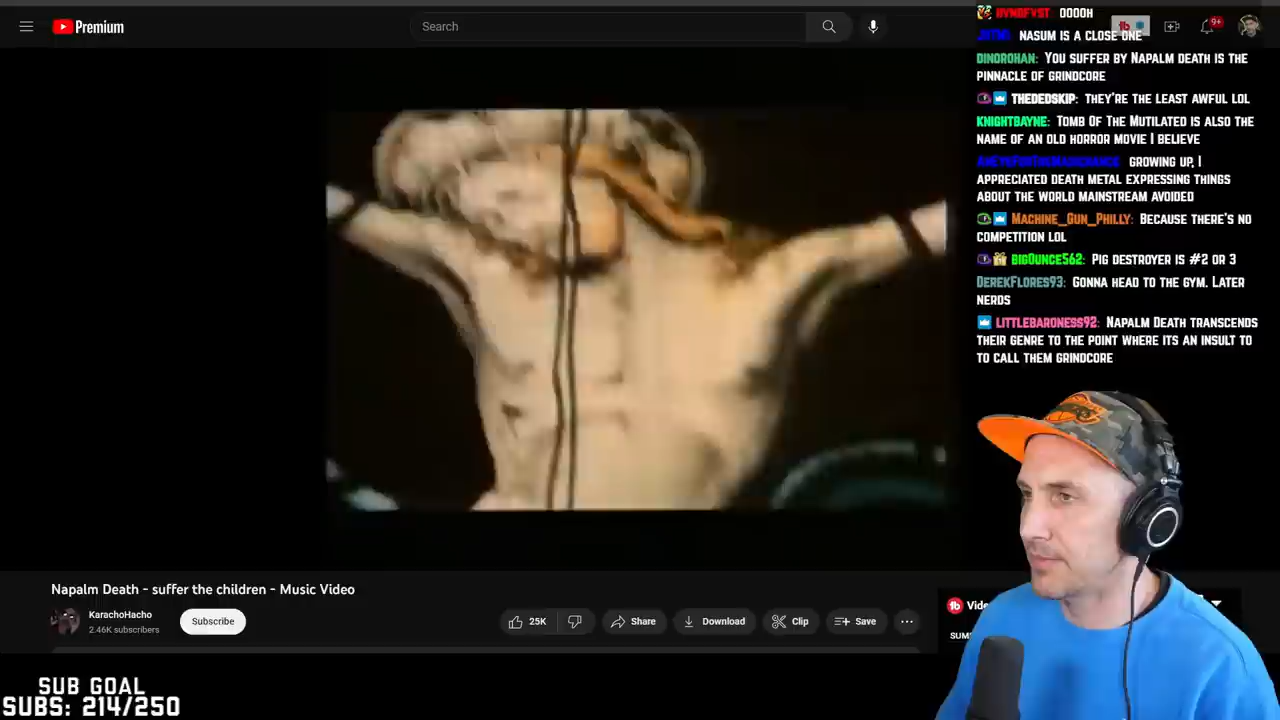 Premium
Search
9+
HVNDFVST: OOOOH
NASUM IS A CLOSE ONE
DINOROHAN: YOU SUFFER BY NAPALM DEATH IS THE
PINNACLE OF GRINDCORE
THEDEDSKIP: THEY'RE THE LEAST AWFUL LOL
KNIGHTBAYNE: TOMB OF THE MUTILATED IS ALSO THE
NAME OF AN OLD HORROR MOVIE I BELIEVE
GROWING UP, I
APPRECIATED DEATH METAL EXPRESSING THINGS
ABOUT THE WORLD MAINSTREAM AVOIDED
MACHINE_GUN_PHILLY: BECAUSE THERE'S NO
COMPETITION LOL
BIGOUNCE562: PIG DESTROYER IS #2 OR 3
DEREKFLORES93: GONNA HEAD TO THE GYM. LATER
NERDS
LITTLEBARONESS92: NAPALM DEATH TRANSCENDS
THEIR GENRE TO THE POINT WHERE ITS AN INSULT TO
TO CALL THEM GRINDCORE
Napalm Death - suffer the children - Music Video
KarachoHacho
2.46K subscribers
Subscribe
25K
Share
Download
Clip
Save
SUB GOAL
SUBS: 214/250